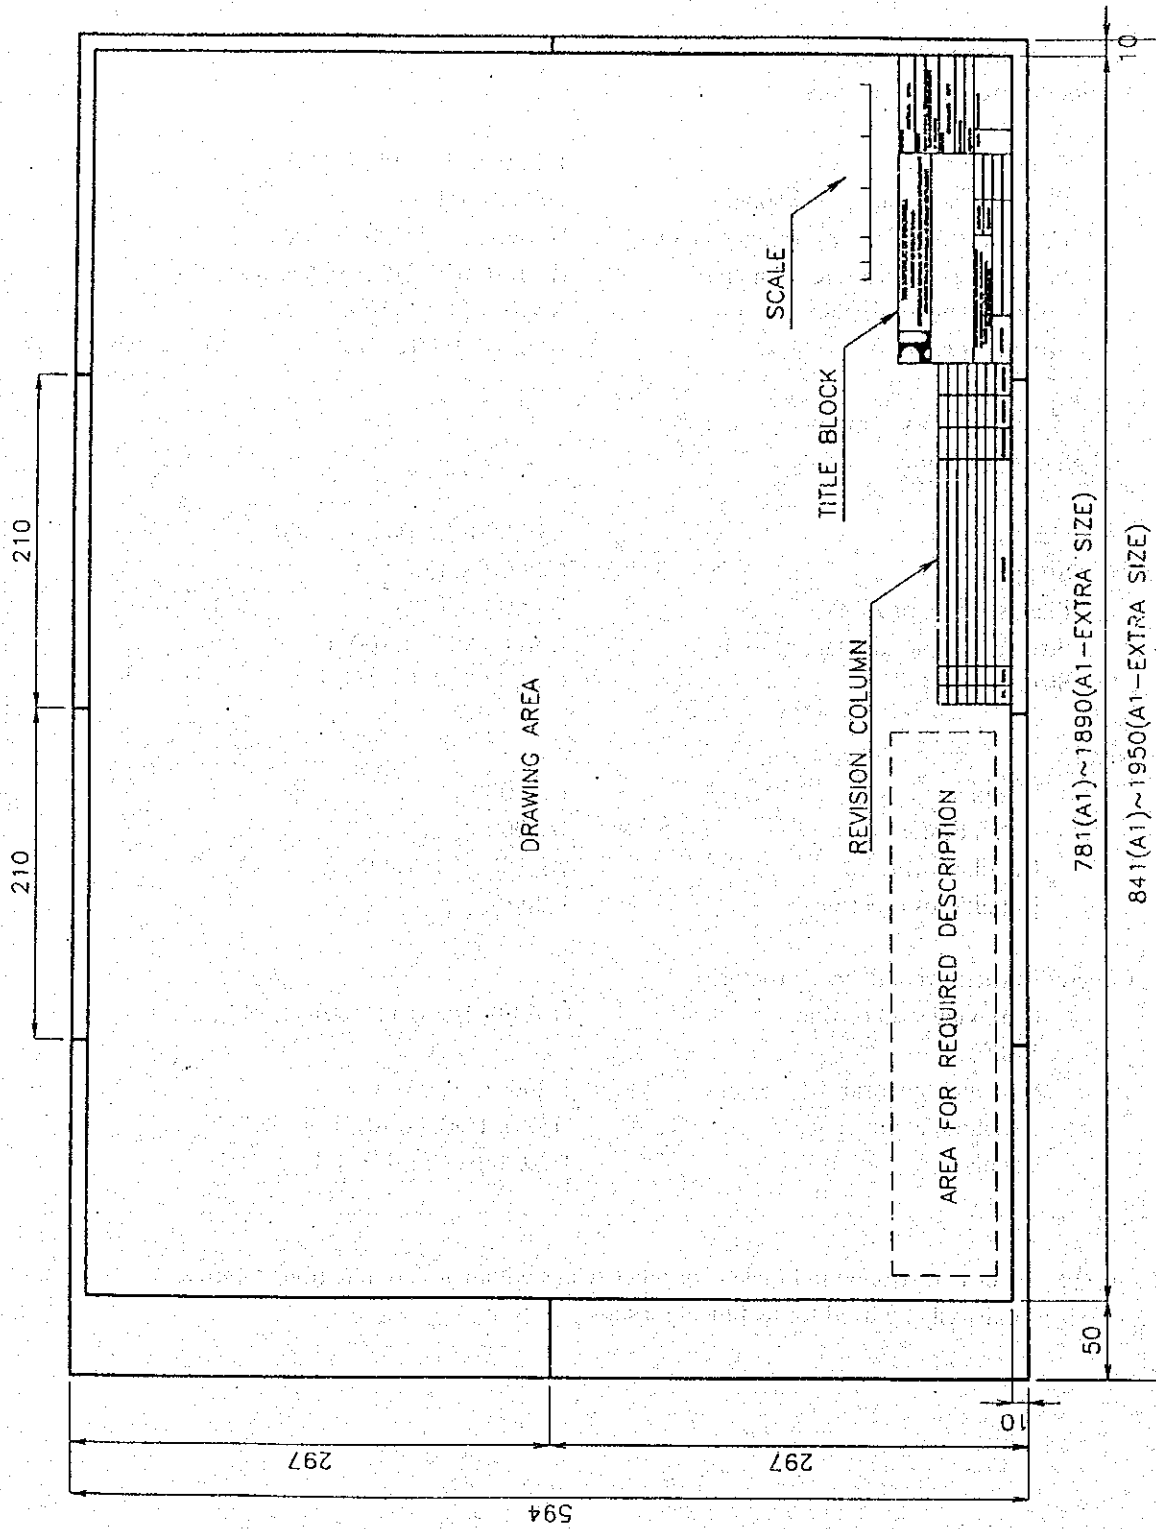 210
210
DRAWING AREA
SCALE
TITLE BLOCK
REVISION COLUMN
AREA FOR REQUIRED DESCRIPTION
297
297
594
10
50
781(A1)~1890(A1-EXTRA SIZE)
10
841(A1)~1950(A1-EXTRA SIZE)